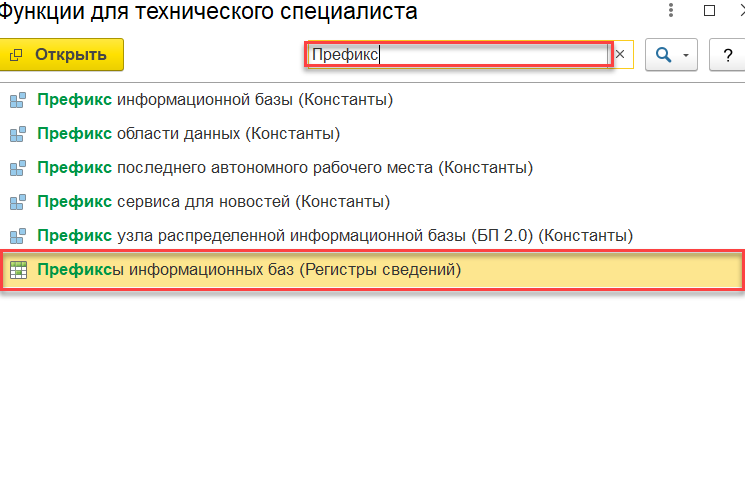 Функции для технического специалиста
Открыть
Префикс
?
Префикс информационной базы (Константы)
Префикс области данных (Константы)
Префикс последнего автономного рабочего места (Константы)
Префикс сервиса для новостей (Константы)
Префикс узла распределенной информационной базы (БП 2.0) (Константы)
Префиксы информационных баз (Регистры сведений)